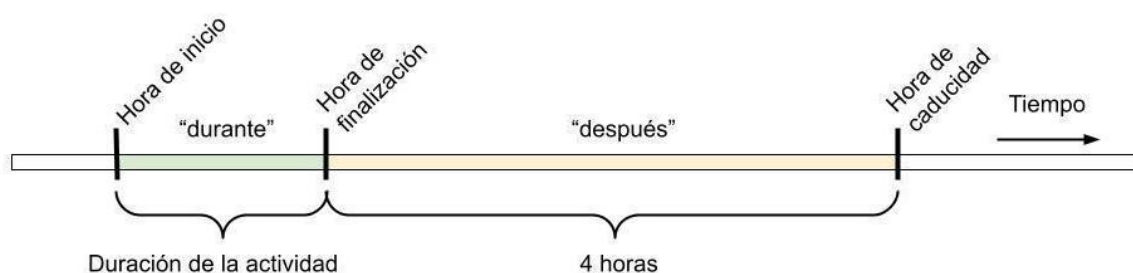 Hora de inicio
Hora de
finalización
Hora de
caducidad
Tiempo
“durante”
“después”
Duración de la actividad
4 horas